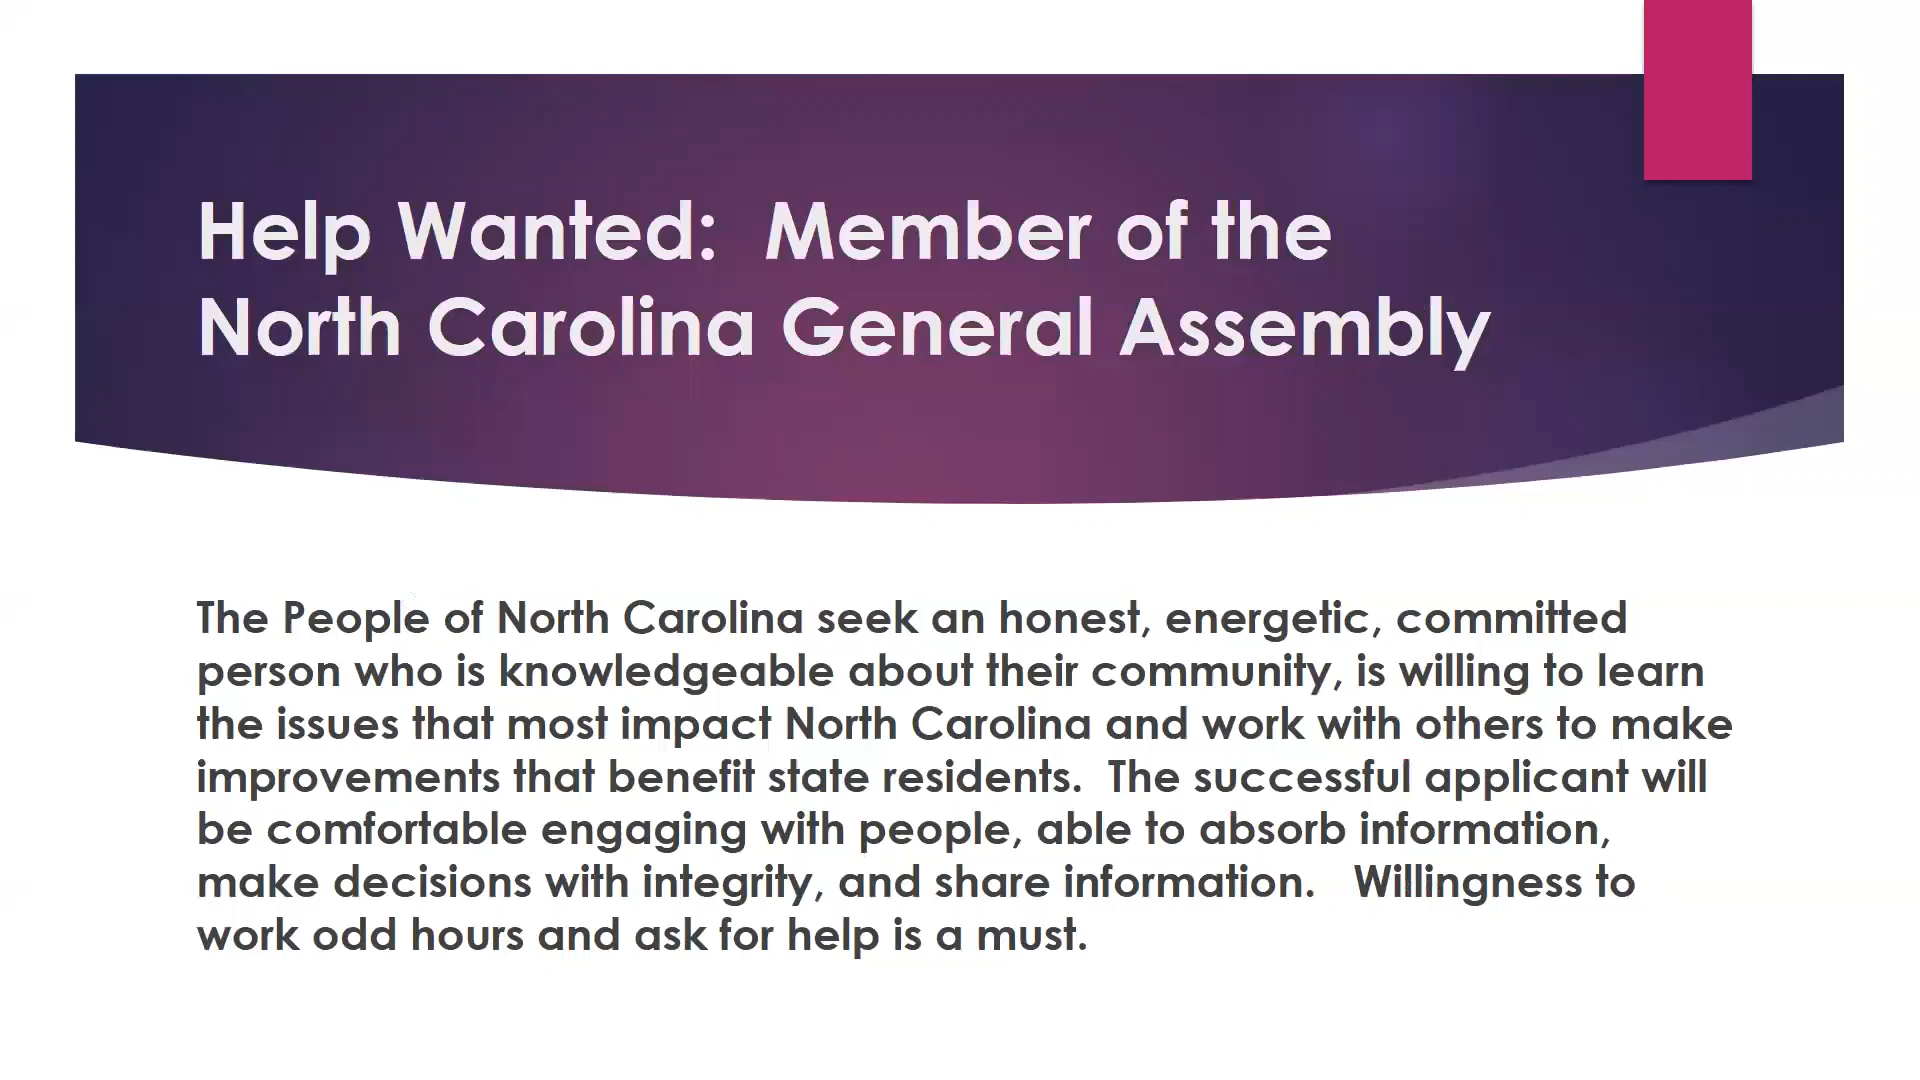 Help Wanted:  Member of the
North Carolina General Assembly
The People of North Carolina seek an honest, energetic, committed
person who is knowledgeable about their community, is willing to learn
the issues that most impact North Carolina and work with others to make
improvements that benefit state residents.  The successful applicant will
be comfortable engaging with people, able to absorb information,
make decisions with integrity, and share information.   Willingness to
work odd hours and ask for help is a must.